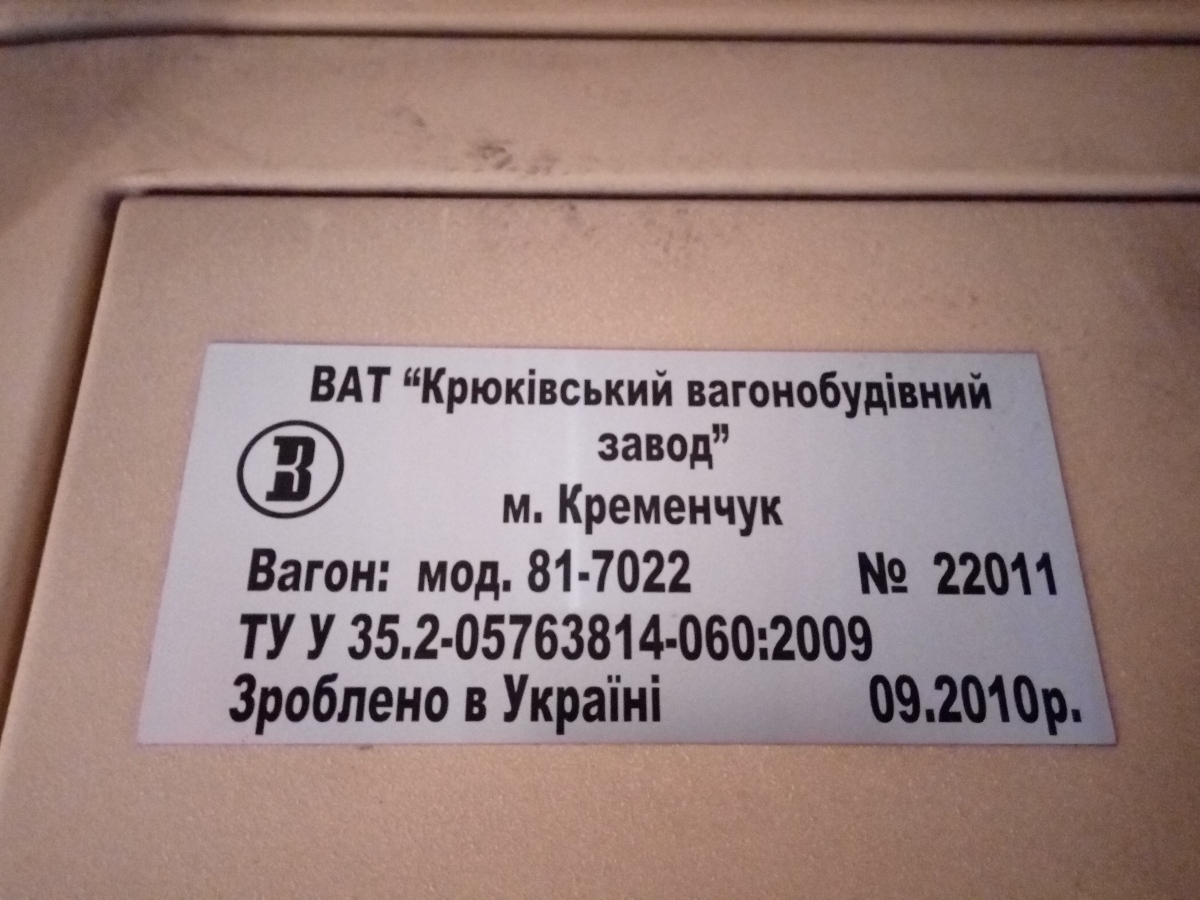 ВАТ “Крюківський вагонобудівний
завод”
В
м. Кременчук
Вагон: мод. 81-7022 № 22011
ТУ У 35.2-05763814-060:2009
Зроблено в Україні 09.2010р.